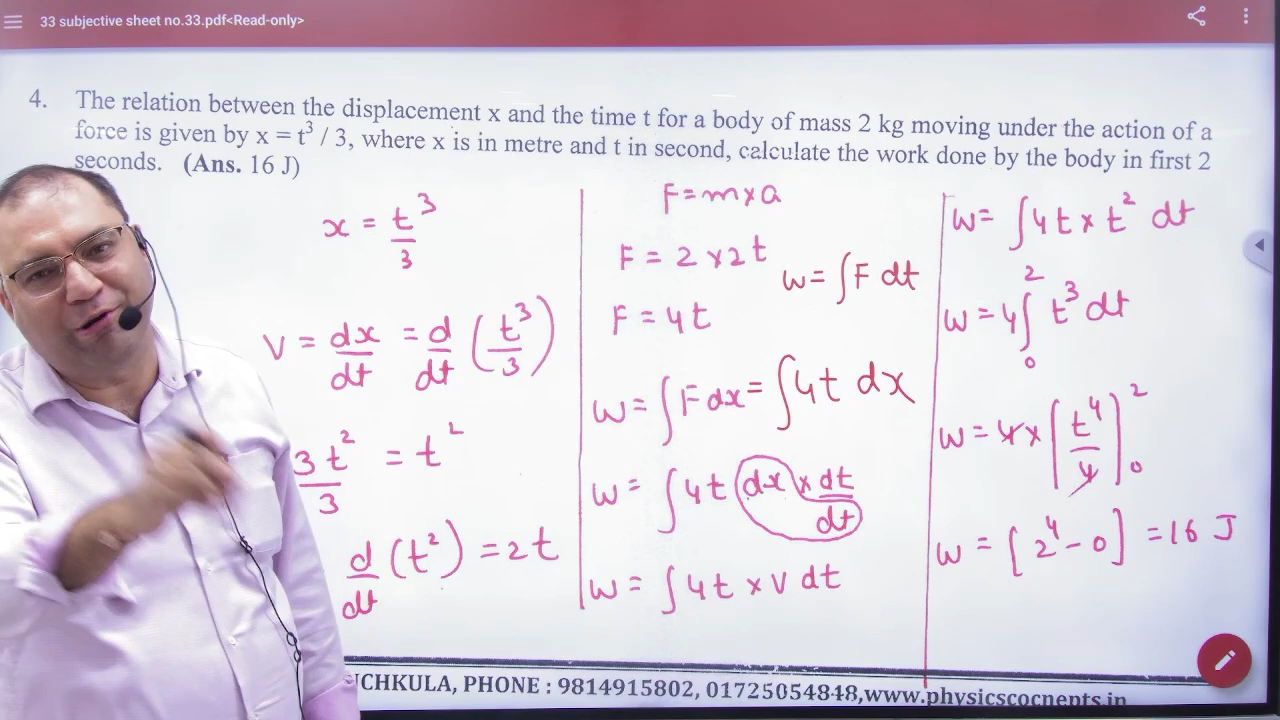 33 subjective sheet no.33.pdf<Read-only>
4. The relation between the displacement x and the time t for a body of mass 2 kg moving under the action of a
force is given by x = t³ / 3, where x is in metre and t in second, calculate the work done by the body in first 2
seconds. (Ans. 16 J)
x = t³/3
V = dx/dt = d/dt (t³/3)
3t²/3 = t²
d/dt (t²) = 2t
F = m × a
F = 2 × 2t
W = ∫F dt
F = 4t
W = ∫F dx = ∫4t dx
W = ∫4t dx × dt/dt
W = ∫4t × V dt
W = ∫4t × t² dt
W = 4∫₀² t³ dt
W = 4 × [t⁴/4]₀²
W = [2⁴ - 0] = 16 J
NCHKULA, PHONE : 9814915802, 01725054848,www.physicscocnepts.in